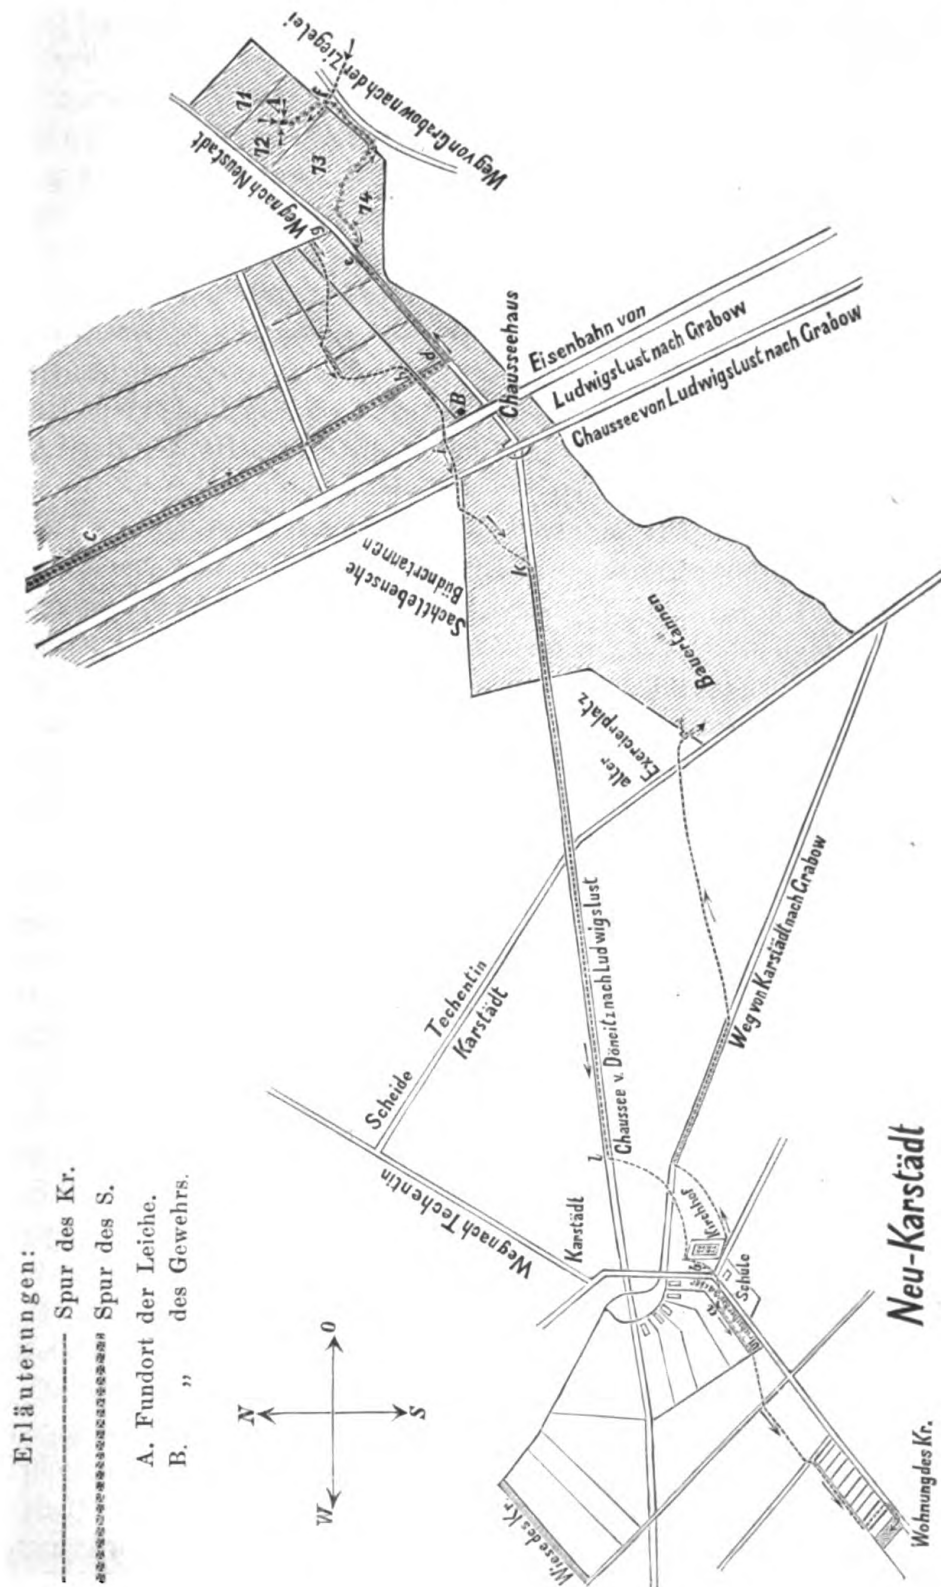 Erläuterungen:
Spur des Kr.
Spur des S.
A. Fundort der Leiche.
B. „ des Gewehrs.
N
O
S
W
Weg nach Techentin
Scheide
Techentin
Karstädt
Karstädt
l
Chaussee v. Dömitz nach Ludwigslust
Kirchhof
Schule
b
a
Weg von Karstädt nach Grabow
Wiese des Kr.
Wohnung des Kr.
Neu-Karstädt
alter
Exercierplatz
Bauertannen
Sachtlebensche
Büdnertannen
k
i
h
B
c
d
e
g
f
A
71
72
73
74
Weg nach Neustadt
Weg von Grabow nach der Ziegelei
Chausseehaus
Eisenbahn von
Ludwigslust nach Grabow
Chaussee von Ludwigslust nach Grabow